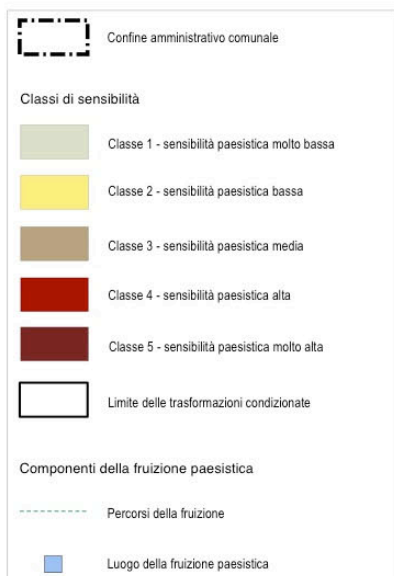 Confine amministrativo comunale
Classi di sensibilità
Classe 1 - sensibilità paesistica molto bassa
Classe 2 - sensibilità paesistica bassa
Classe 3 - sensibilità paesistica media
Classe 4 - sensibilità paesistica alta
Classe 5 - sensibilità paesistica molto alta
Limite delle trasformazioni condizionate
Componenti della fruizione paesistica
Percorsi della fruizione
Luogo della fruizione paesistica